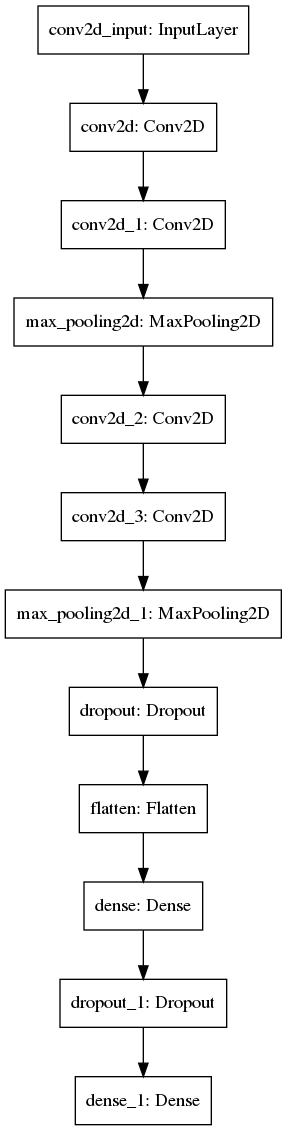 conv2d_input: InputLayer
conv2d: Conv2D
conv2d_1: Conv2D
max_pooling2d: MaxPooling2D
conv2d_2: Conv2D
conv2d_3: Conv2D
max_pooling2d_1: MaxPooling2D
dropout: Dropout
flatten: Flatten
dense: Dense
dropout_1: Dropout
dense_1: Dense